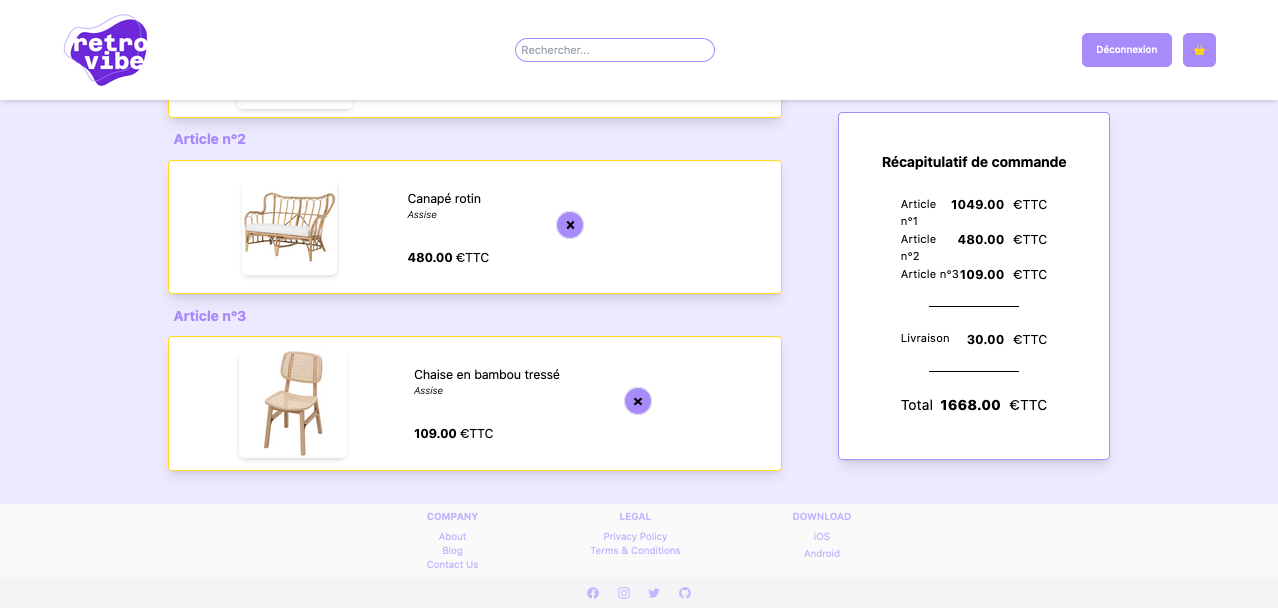 retro
vibe
Rechercher...
Déconnexion
Article n°2
Canapé rotin
Assise
480.00 €TTC
Article n°3
Chaise en bambou tressé
Assise
109.00 €TTC
Récapitulatif de commande
Article n°1 1049.00 €TTC
Article n°2 480.00 €TTC
Article n°3 109.00 €TTC
Livraison 30.00 €TTC
Total 1668.00 €TTC
COMPANY
About
Blog
Contact Us
LEGAL
Privacy Policy
Terms & Conditions
DOWNLOAD
iOS
Android